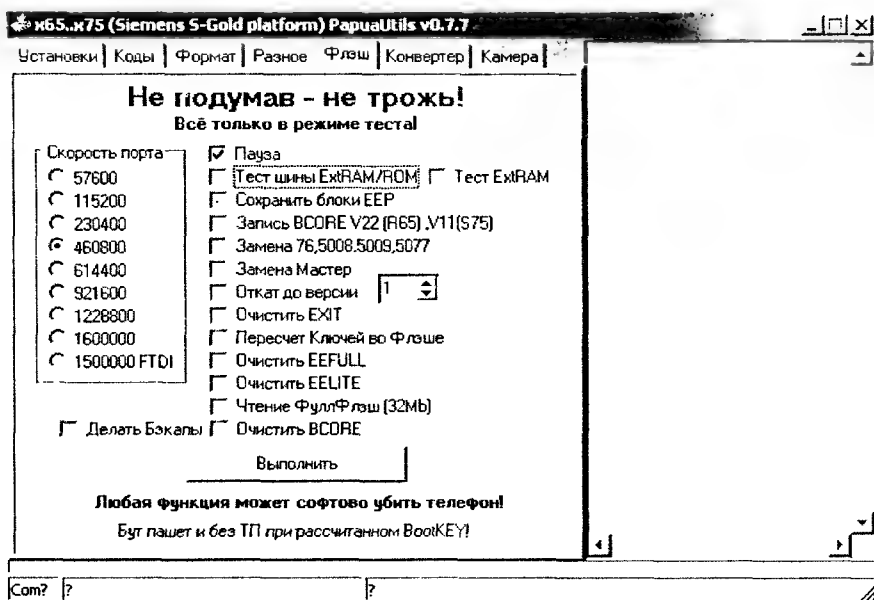 x65..x75 (Siemens S-Gold platform) PapuaUtils v0.7.7
Установки Коды Формат Разное Флэш Конвертер Камера
Не подумав - не трожь!
Всё только в режиме теста!
Скорость порта
57600
115200
230400
460800
614400
921600
1228800
1600000
1500000 FTDI
Пауза
Тест шины ExtRAM/ROM Тест ExtRAM
Сохранить блоки EEP
Запись BCORE V22 (R65) ,V11(S75)
Замена 76,5008.5009,5077
Замена Мастер
Откат до версии 1
Очистить EXIT
Пересчет Ключей во Флэше
Очистить EEFULL
Очистить EELITE
Чтение ФуллФлэш (32Mb)
Делать Бэкапы Очистить BCORE
Выполнить
Любая функция может софтово убить телефон!
Бут пашет и без ТП при рассчитанном BootKEY!
Com? ? ?